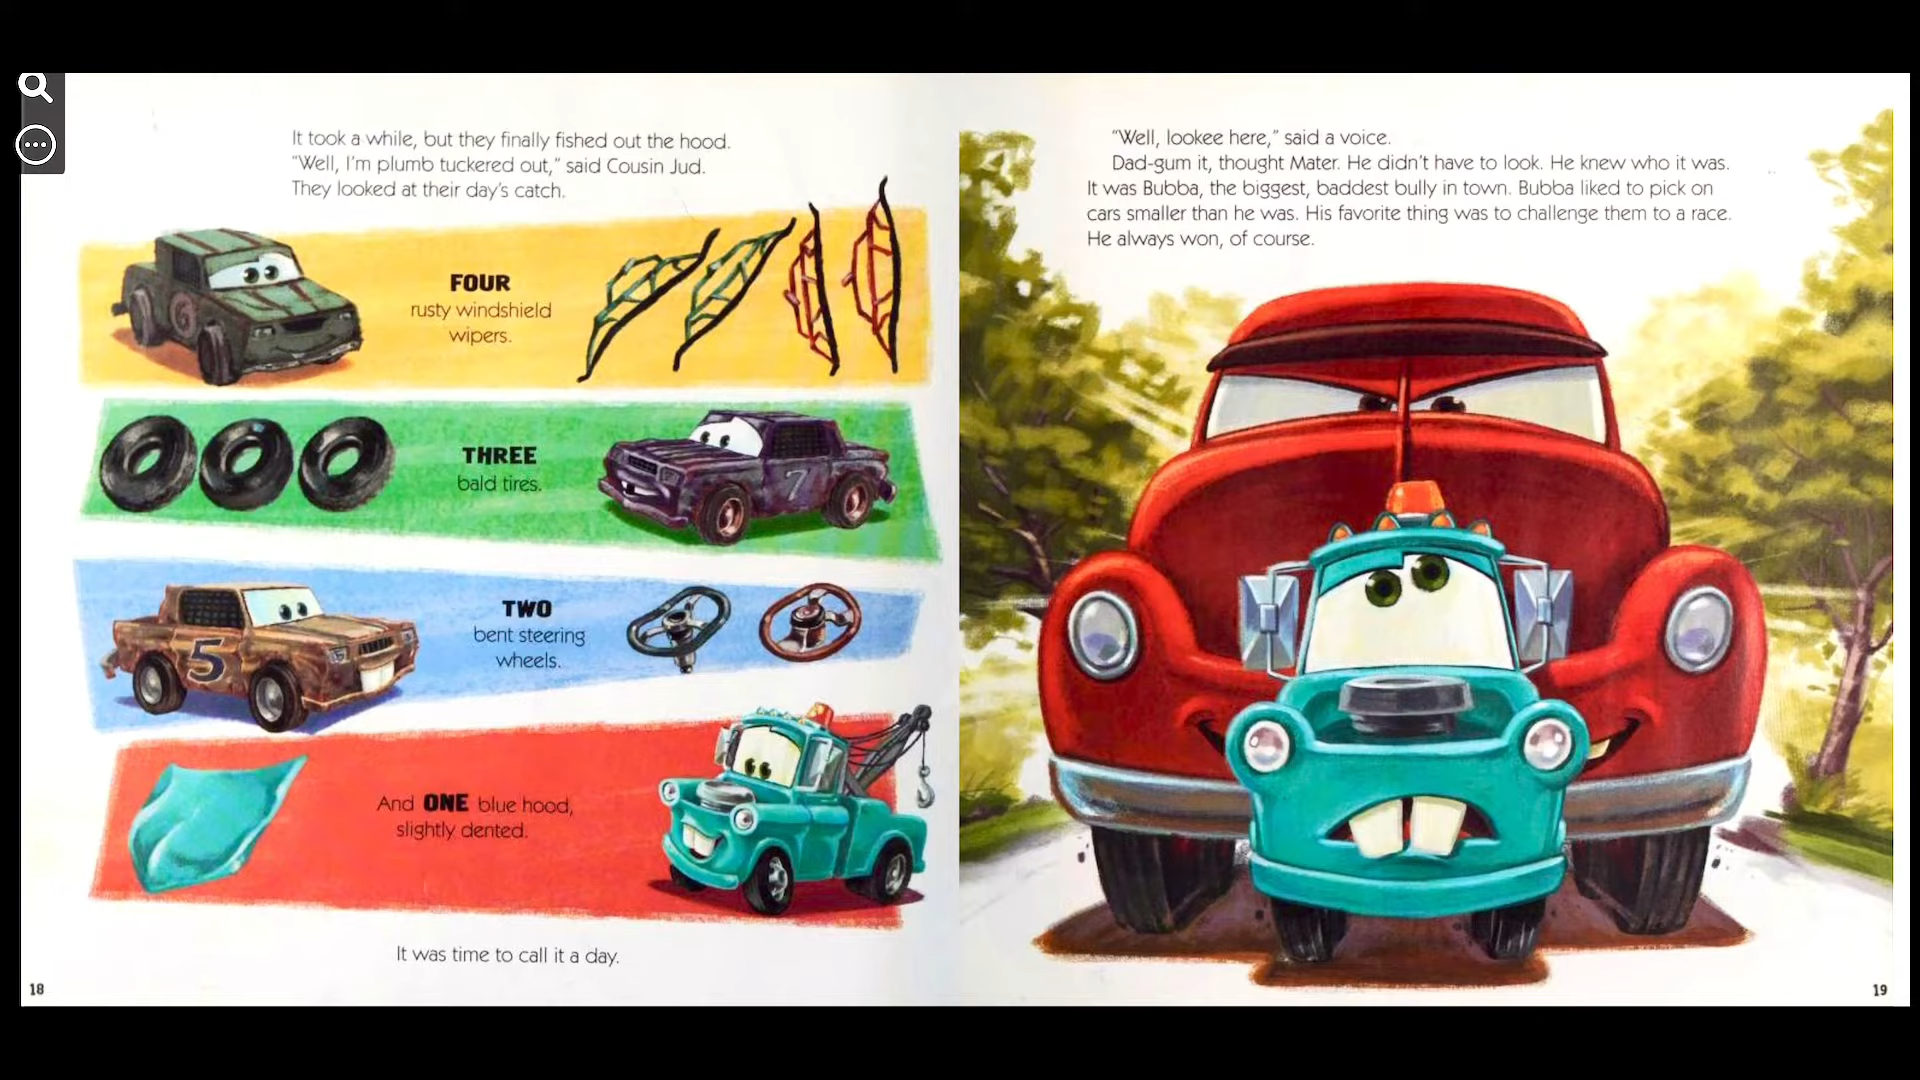 It took a while, but they finally fished out the hood.
“Well, I’m plumb tuckered out,” said Cousin Jud.
They looked at their day’s catch.
6
FOUR
rusty windshield
wipers.
THREE
bald tires.
7
5
TWO
bent steering
wheels.
And ONE blue hood,
slightly dented.
It was time to call it a day.
18
“Well, lookee here,” said a voice.
Dad-gum it, thought Mater. He didn’t have to look. He knew who it was.
It was Bubba, the biggest, baddest bully in town. Bubba liked to pick on
cars smaller than he was. His favorite thing was to challenge them to a race.
He always won, of course.
19